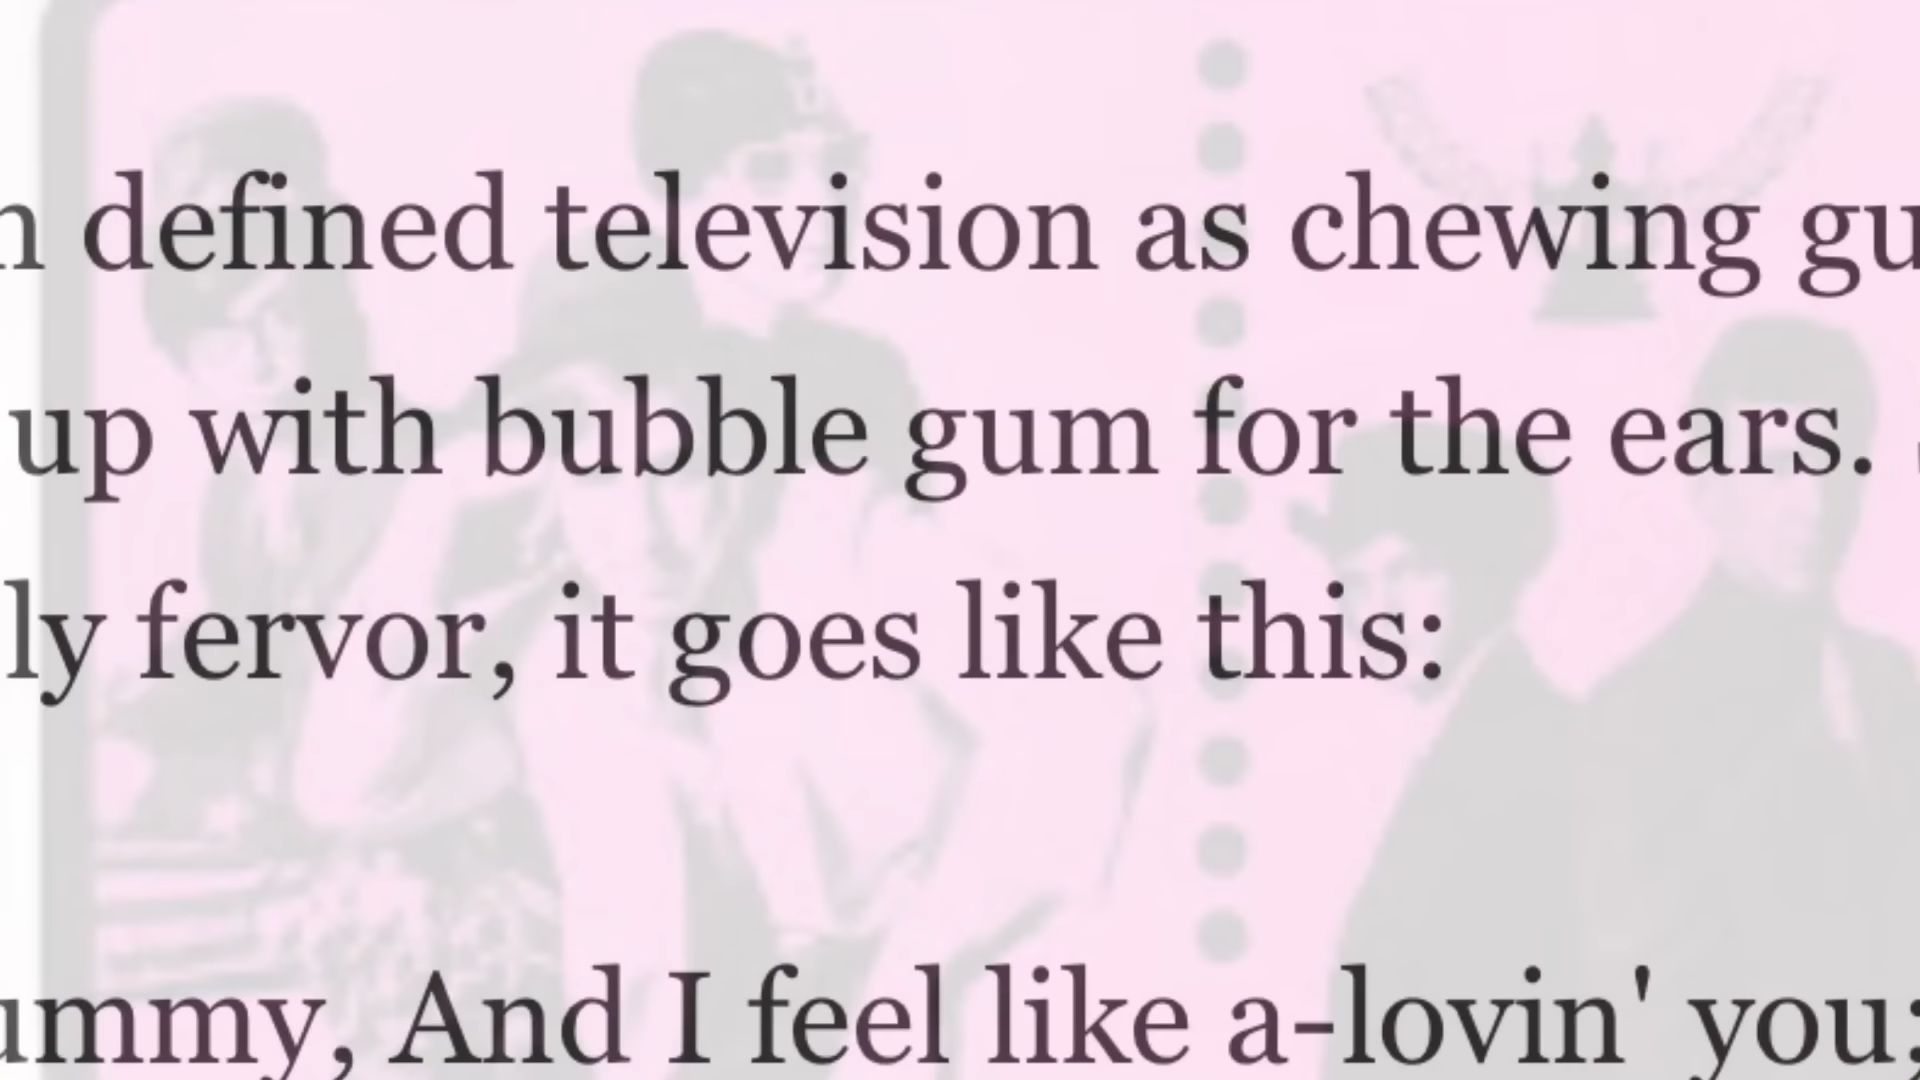 defined television as chewing
up with bubble gum for the ears.
fervor, it goes like this:
And I feel like a-lovin' you;